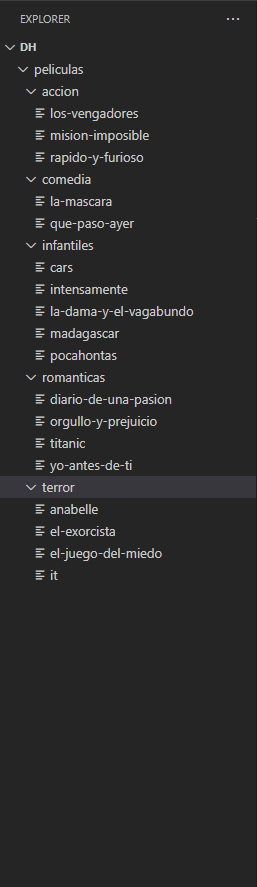 EXPLORER
DH
peliculas
accion
los-vengadores
mision-imposible
rapido-y-furioso
comedia
la-mascara
que-paso-ayer
infantiles
cars
intensamente
la-dama-y-el-vagabundo
madagascar
pocahontas
romanticas
diario-de-una-pasion
orgullo-y-prejuicio
titanic
yo-antes-de-ti
terror
anabelle
el-exorcista
el-juego-del-miedo
it